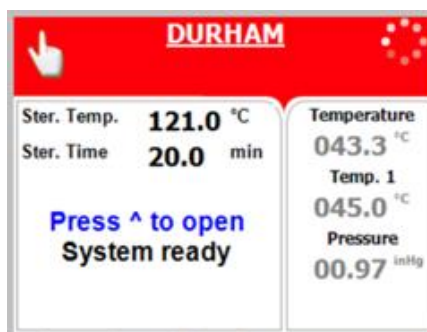 DURHAM
Ster. Temp. 121.0 °C
Ster. Time 20.0 min
Press ^ to open
System ready
Temperature
043.3 °C
Temp. 1
045.0 °C
Pressure
00.97 inHg